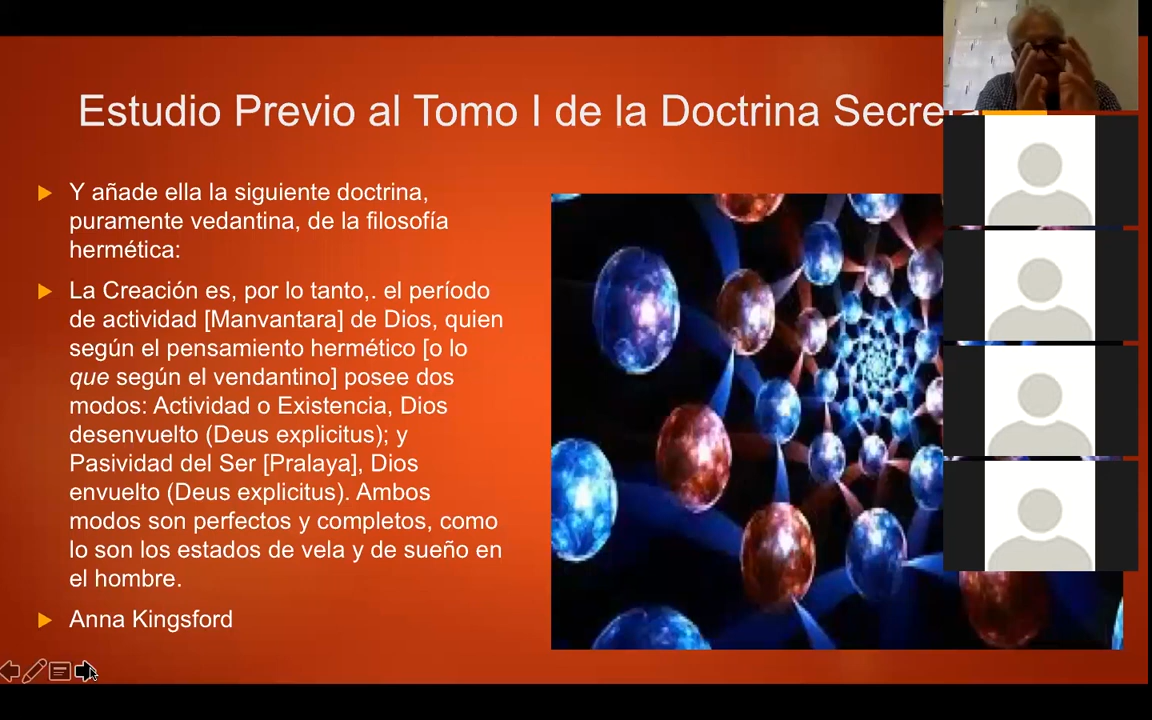 Estudio Previo al Tomo I de la Doctrina Secreta
Y añade ella la siguiente doctrina,
puramente vedantina, de la filosofía
hermética:
La Creación es, por lo tanto,. el período
de actividad [Manvantara] de Dios, quien
según el pensamiento hermético [o lo
que según el vendantino] posee dos
modos: Actividad o Existencia, Dios
desenvuelto (Deus explicitus); y
Pasividad del Ser [Pralaya], Dios
envuelto (Deus explicitus). Ambos
modos son perfectos y completos, como
lo son los estados de vela y de sueño en
el hombre.
Anna Kingsford